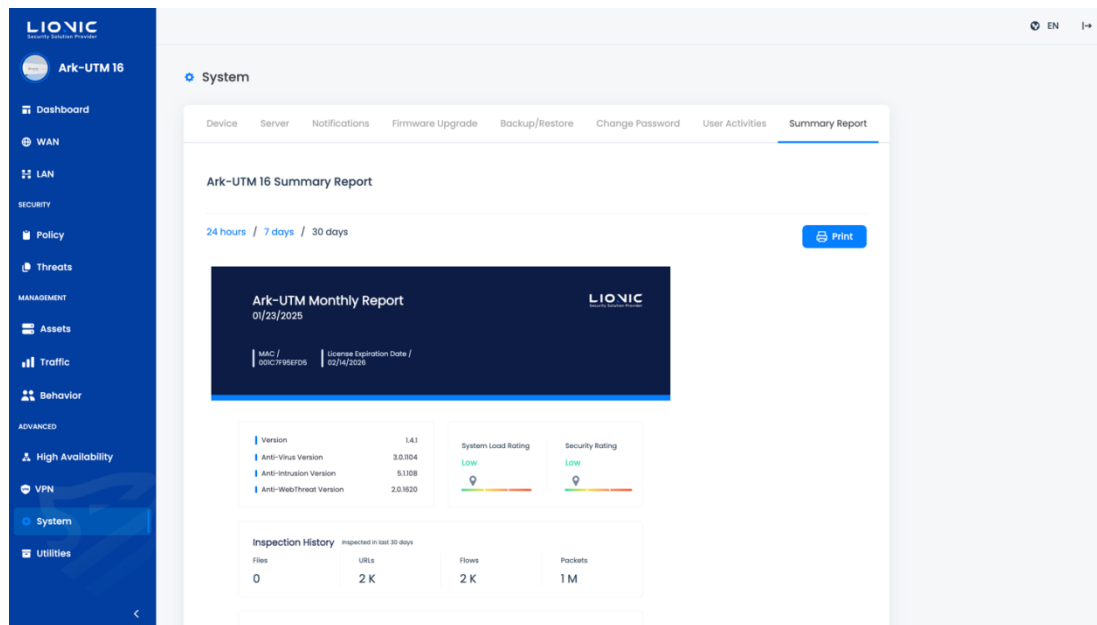 LIONIC
Security Solution Provider
Ark-UTM 16
Dashboard
WAN
LAN
SECURITY
Policy
Threats
MANAGEMENT
Assets
Traffic
Behavior
ADVANCED
High Availability
VPN
System
Utilities
EN
System
Device Server Notifications Firmware Upgrade Backup/Restore Change Password User Activities Summary Report
Ark-UTM 16 Summary Report
24 hours / 7 days / 30 days
Print
Ark-UTM Monthly Report
01/23/2025
LIONIC
Security Solution Provider
MAC /
001C7F95EFD5
License Expiration Date /
02/14/2026
Version 1.4.1
Anti-Virus Version 3.0.1104
Anti-Intrusion Version 5.1.108
Anti-WebThreat Version 2.0.1620
System Load Rating
Low
Security Rating
Low
Inspection History Inspected in last 30 days
Files URLs Flows Packets
0 2 K 2 K 1 M